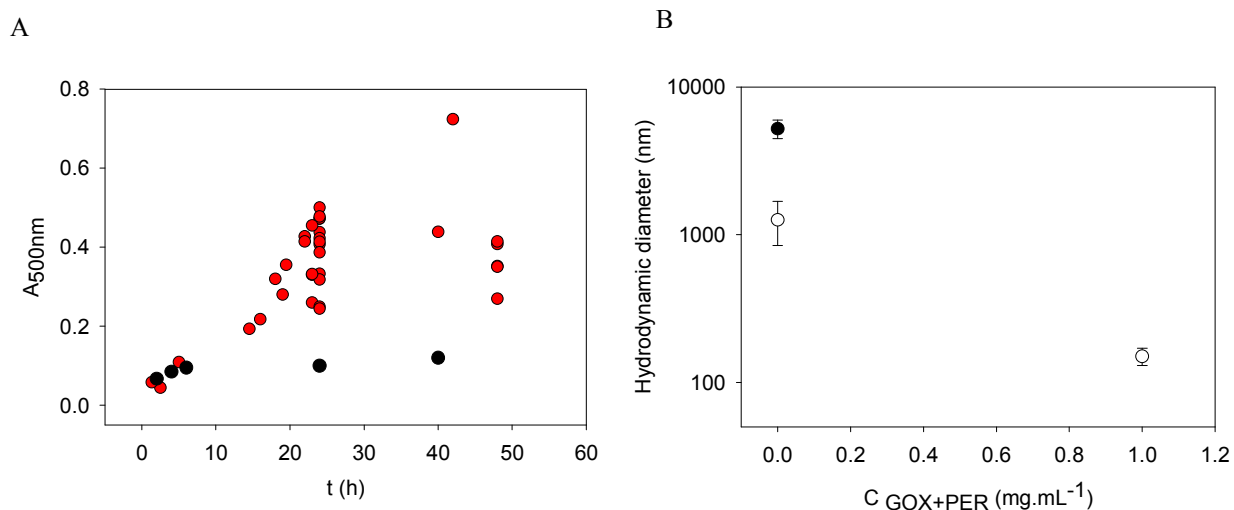 A
0.8
0.6
0.4
0.2
0.0
A500nm
0 10 20 30 40 50 60
t (h)
B
10000
1000
100
Hydrodynamic diameter (nm)
0.0 0.2 0.4 0.6 0.8 1.0 1.2
C GOX+PER (mg.mL-1)